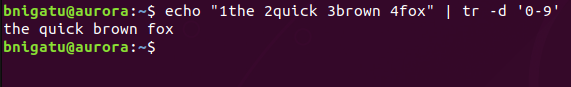 bnigatu@aurora:~$ echo "1the 2quick 3brown 4fox" | tr -d '0-9'
the quick brown fox
bnigatu@aurora:~$